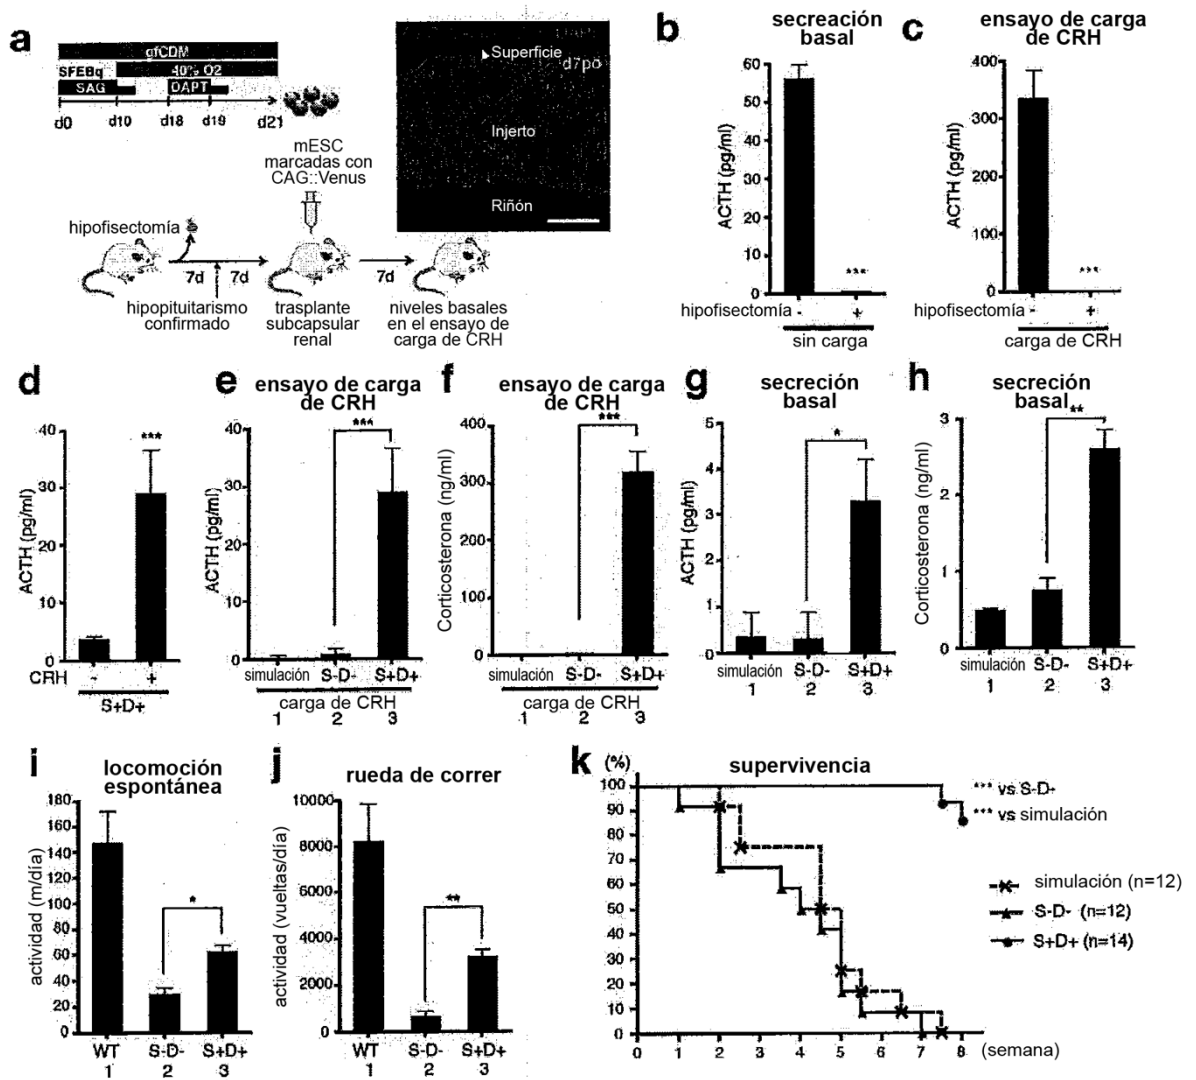 a
gfCDM
SFEBq
40% O2
SAG
DAPT
d0
d10
d18
d19
d21
mESC
marcadas con
CAG::Venus
hipofisectomía
7d
7d
7d
hipopituitarismo
confirmado
trasplante
subcapsular
renal
niveles basales
en el ensayo de
carga de CRH
Superficie
d7po
Injerto
Riñón
b
secreación
basal
ACTH (pg/ml)
60
50
40
30
20
10
0
***
hipofisectomía
-
+
sin carga
c
ensayo de carga
de CRH
ACTH (pg/ml)
400
300
200
100
0
***
hipofisectomía
-
+
carga de CRH
d
ACTH (pg/ml)
40
30
20
10
0
***
CRH
-
+
S+D+
e
ensayo de carga
de CRH
ACTH (pg/ml)
40
30
20
10
0
***
simulación S-D- S+D+
carga de CRH
1 2 3
f
ensayo de carga
de CRH
Corticosterona (ng/ml)
400
300
200
100
0
***
simulación S-D- S+D+
carga de CRH
1 2 3
g
secreción
basal
ACTH (pg/ml)
5
4
3
2
1
0
*
simulación S-D- S+D+
1 2 3
h
secreción
basal
Corticosterona (ng/ml)
3
2
1
0
**
simulación S-D- S+D+
1 2 3
i
locomoción
espontánea
actividad (m/día)
180
160
140
120
100
80
60
40
20
0
*
WT S-D- S+D+
1 2 3
j
rueda de correr
actividad (vueltas/día)
10000
8000
6000
4000
2000
0
**
WT S-D- S+D+
1 2 3
k
supervivencia
(%)
100
90
80
70
60
50
40
30
20
10
0
0 1 2 3 4 5 6 7 8 (semana)
*** vs S-D-
*** vs simulación
simulación (n=12)
S-D- (n=12)
S+D+ (n=14)